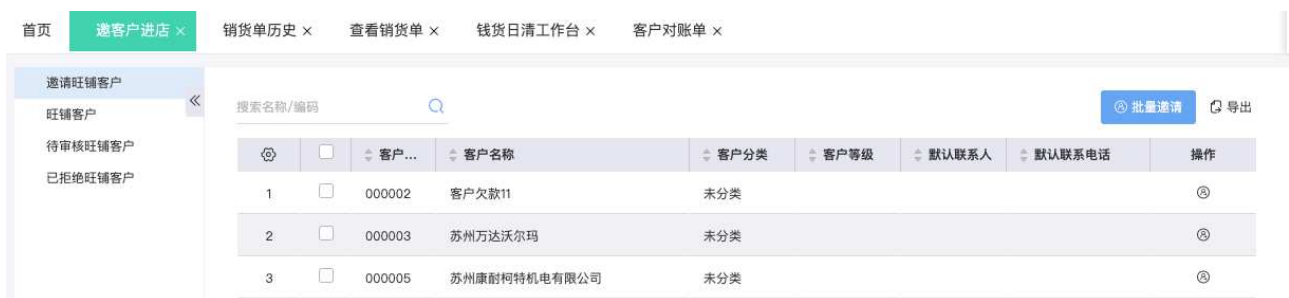 首页 邀客户进店 × 销货单历史 × 查看销货单 × 钱货日清工作台 × 客户对账单 ×
邀请旺铺客户
旺铺客户
待审核旺铺客户
已拒绝旺铺客户
搜索名称/编码 批量邀请 导出
客户... 客户名称 客户分类 客户等级 默认联系人 默认联系电话 操作
1 000002 客户欠款11 未分类
2 000003 苏州万达沃尔玛 未分类
3 000005 苏州康耐柯特机电有限公司 未分类